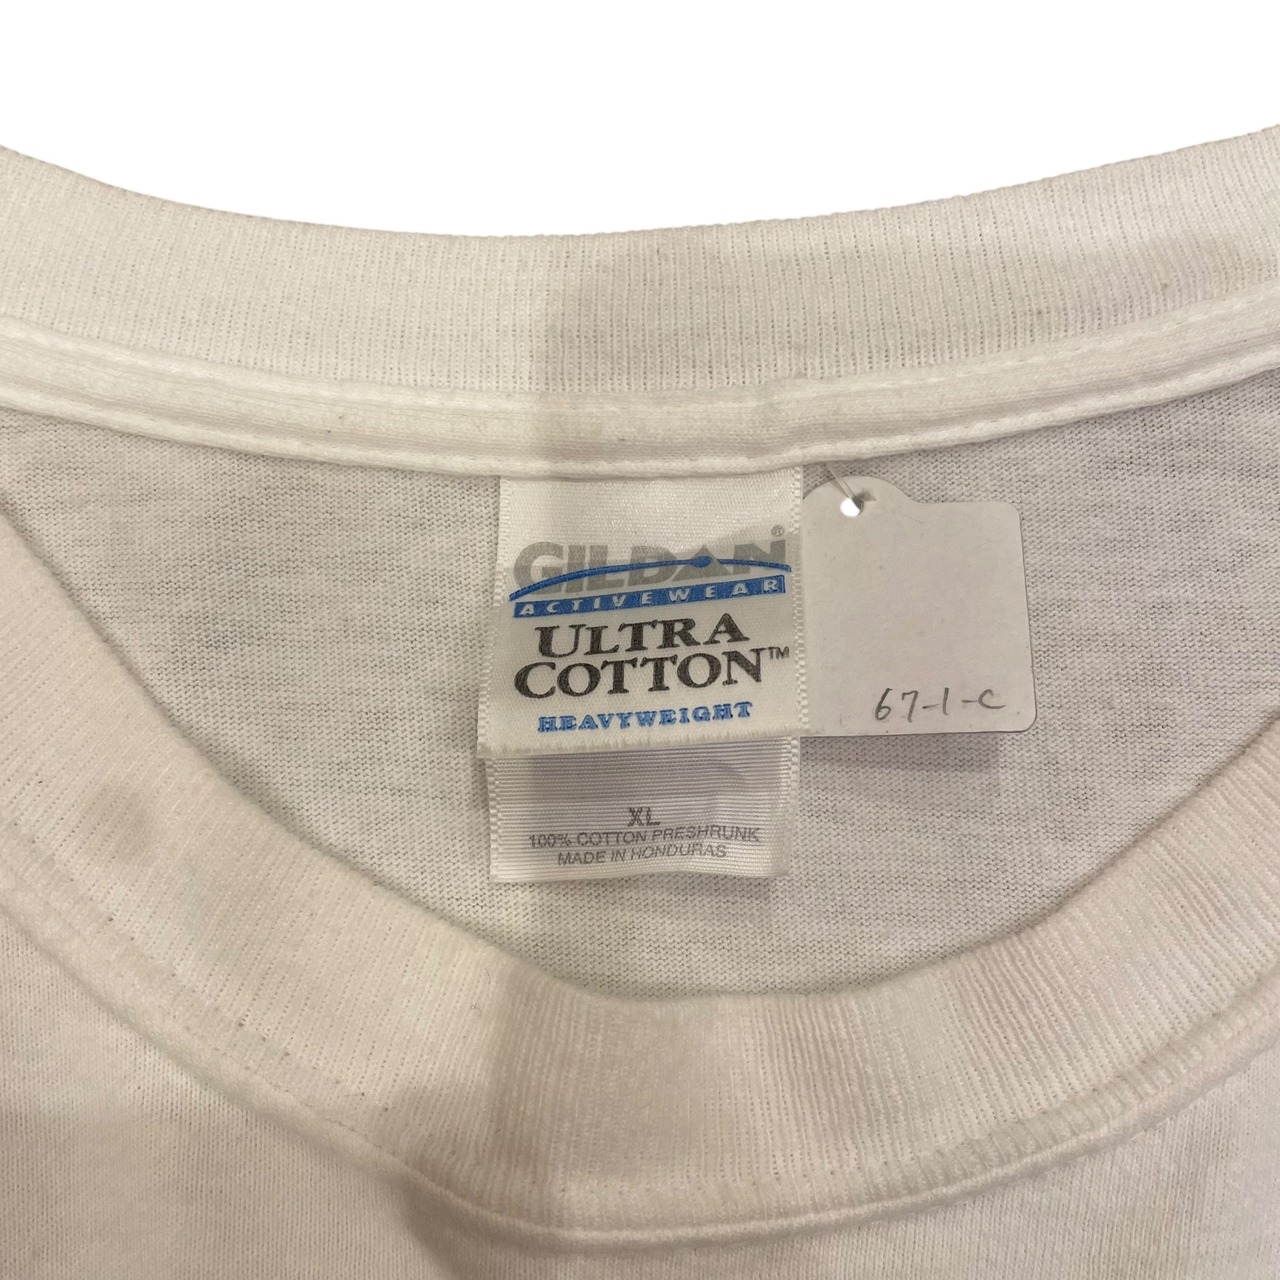 GILDAN®
ACTIVEWEAR
ULTRA
COTTON™
HEAVYWEIGHT
67-1-C
XL
100% COTTON PRESHRUNK
MADE IN HONDURAS